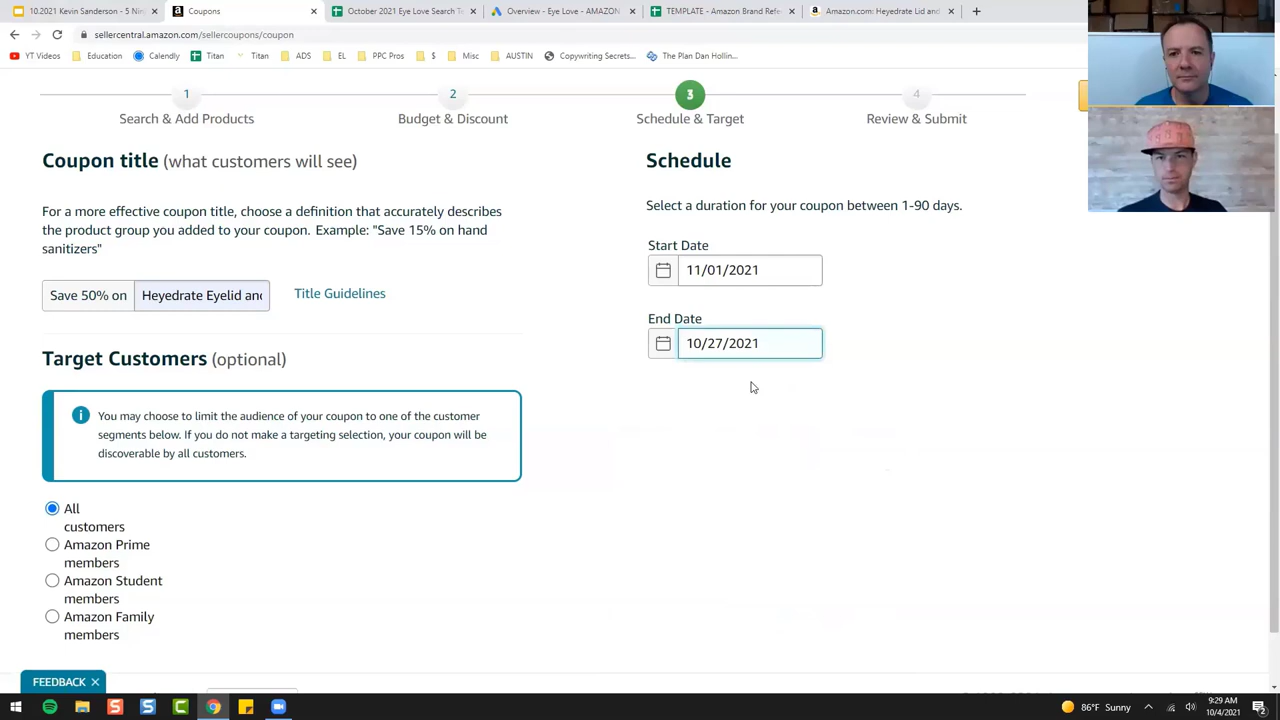 10.2021 Kevin Sanderson - 5 Nin
Coupons
October 2021 Eye Love Search T
Overview - Eye Love - AMAZON
TEMPLATE - Amazon Brand Refe
Amazon.com: Heyedrate Lid and
sellercentral.amazon.com/sellercoupons/coupon
YT Videos
Education
Calendly
Titan
Titan
ADS
EL
PPC Pros
$
Misc
AUSTIN
Copywriting Secrets...
The Plan Dan Hollin...
1
2
3
4
Search & Add Products
Budget & Discount
Schedule & Target
Review & Submit
Coupon title (what customers will see)
For a more effective coupon title, choose a definition that accurately describes
the product group you added to your coupon. Example: "Save 15% on hand
sanitizers"
Save 50% on
Heyedrate Eyelid and
Title Guidelines
Target Customers (optional)
You may choose to limit the audience of your coupon to one of the customer
segments below. If you do not make a targeting selection, your coupon will be
discoverable by all customers.
All
customers
Amazon Prime
members
Amazon Student
members
Amazon Family
members
Schedule
Select a duration for your coupon between 1-90 days.
Start Date
11/01/2021
End Date
10/27/2021
FEEDBACK
86°F Sunny
9:29 AM
10/4/2021
2